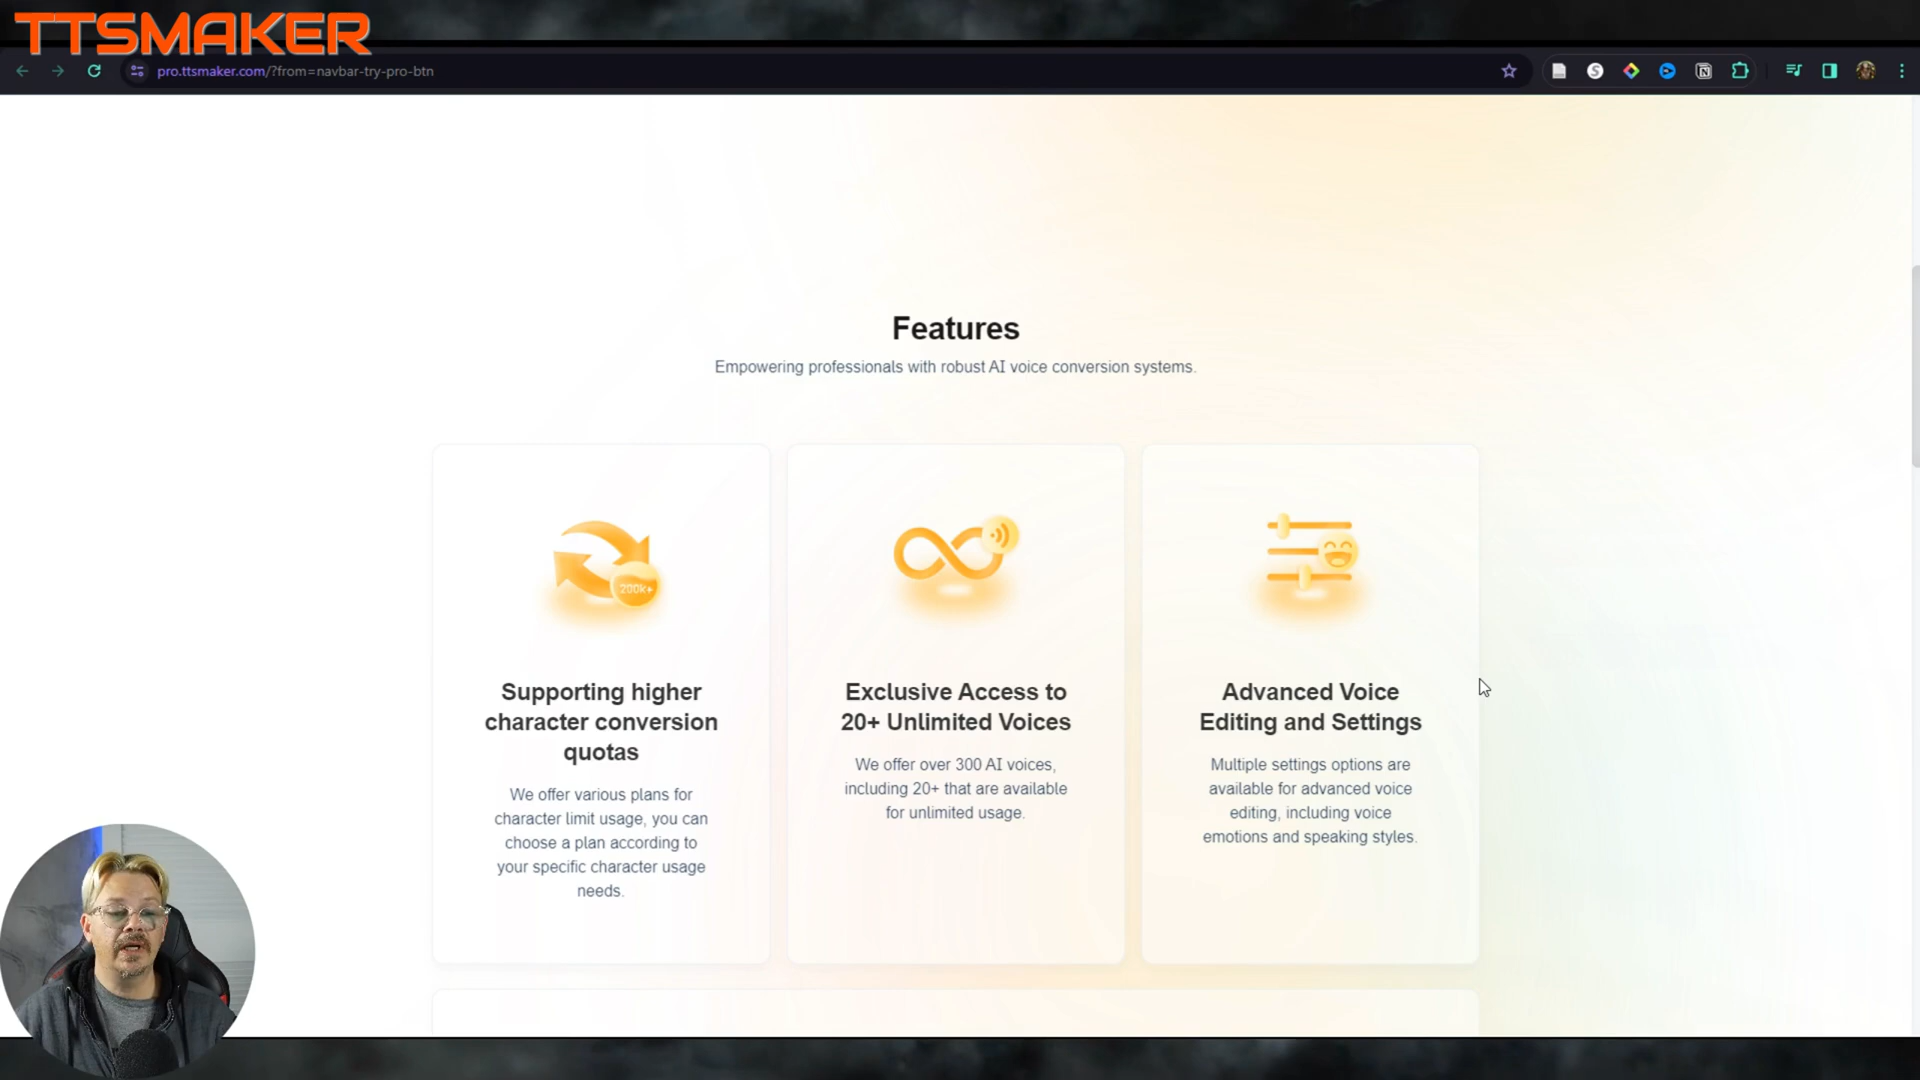 TTSMAKER
pro.ttsmaker.com/?from=navbar-try-pro-btn
Features
Empowering professionals with robust AI voice conversion systems.
200k+
Supporting higher
character conversion
quotas
We offer various plans for
character limit usage, you can
choose a plan according to
your specific character usage
needs.
Exclusive Access to
20+ Unlimited Voices
We offer over 300 AI voices,
including 20+ that are available
for unlimited usage.
Advanced Voice
Editing and Settings
Multiple settings options are
available for advanced voice
editing, including voice
emotions and speaking styles.